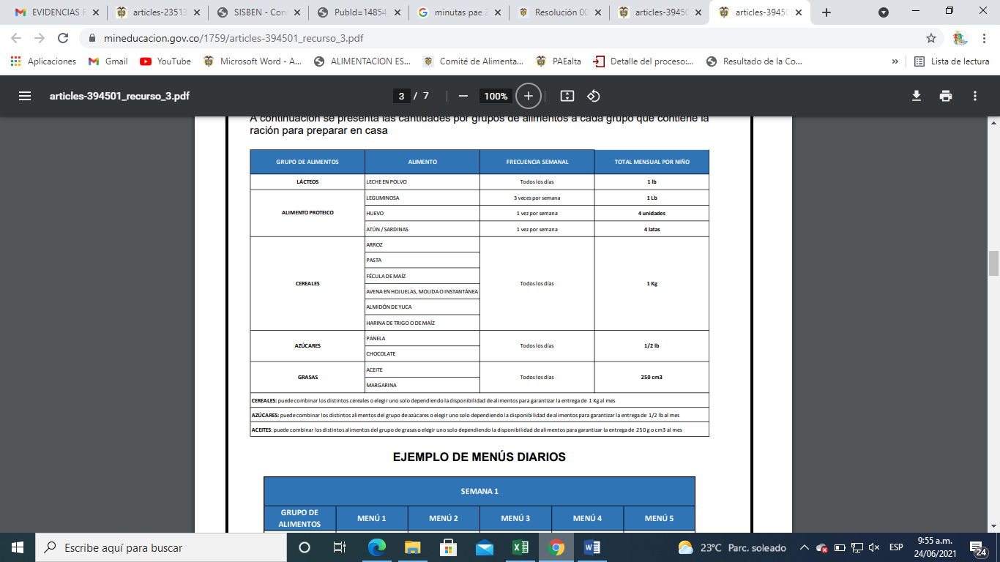 EVIDENCIAS F
articles-23513
SISBEN - Con
PubId=14854
minutas pae 2
Resolución 00
articles-39450
articles-39450
mineducacion.gov.co/1759/articles-394501_recurso_3.pdf
Aplicaciones
Gmail
YouTube
Microsoft Word - A...
ALIMENTACION ES...
Comité de Alimenta...
PAEalta
Detalle del proceso:...
Resultado de la Co...
»
Lista de lectura
articles-394501_recurso_3.pdf
3 / 7
100%
A continuación se presenta las cantidades por grupos de alimentos a cada grupo que contiene la
ración para preparar en casa
GRUPO DE ALIMENTOS
ALIMENTO
FRECUENCIA SEMANAL
TOTAL MENSUAL POR NIÑO
LÁCTEOS
LECHE EN POLVO
Todos los días
1 lb
ALIMENTO PROTEICO
LEGUMINOSA
3 veces por semana
1 Lb
HUEVO
1 vez por semana
4 unidades
ATÚN / SARDINAS
1 vez por semana
4 latas
CEREALES
ARROZ
PASTA
FÉCULA DE MAÍZ
AVENA EN HOJUELAS, MOLIDA O INSTANTÁNEA
ALMIDÓN DE YUCA
HARINA DE TRIGO O DE MAÍZ
Todos los días
1 Kg
AZÚCARES
PANELA
CHOCOLATE
Todos los días
1/2 lb
GRASAS
ACEITE
MARGARINA
Todos los días
250 cm3
CEREALES: puede combinar los distintos cereales o elegir uno solo dependiendo la disponibilidad de alimentos para garantizar la entrega de 1 Kg al mes
AZÚCARES: puede combinar los distintos alimentos del grupo de azúcares o elegir uno solo dependiendo la disponibilidad de alimentos para garantizar la entrega de 1/2 lb al mes
ACEITES: puede combinar los distintos alimentos del grupo de grasas o elegir uno solo dependiendo la disponibilidad de alimentos para garantizar la entrega de 250 g o cm3 al mes
EJEMPLO DE MENÚS DIARIOS
SEMANA 1
GRUPO DE
ALIMENTOS
MENÚ 1
MENÚ 2
MENÚ 3
MENÚ 4
MENÚ 5
Escribe aquí para buscar
23°C Parc. soleado
ESP
9:55 a.m.
24/06/2021
24